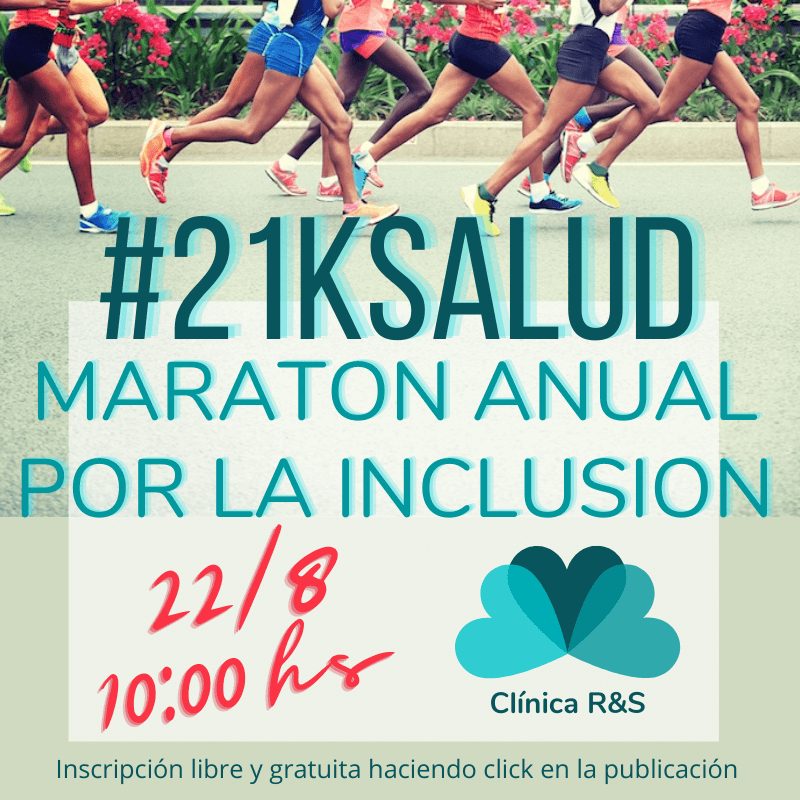 #21KSALUD
MARATON ANUAL
POR LA INCLUSION
22/8
10:00 hs
Clínica R&S
Inscripción libre y gratuita haciendo click en la publicación